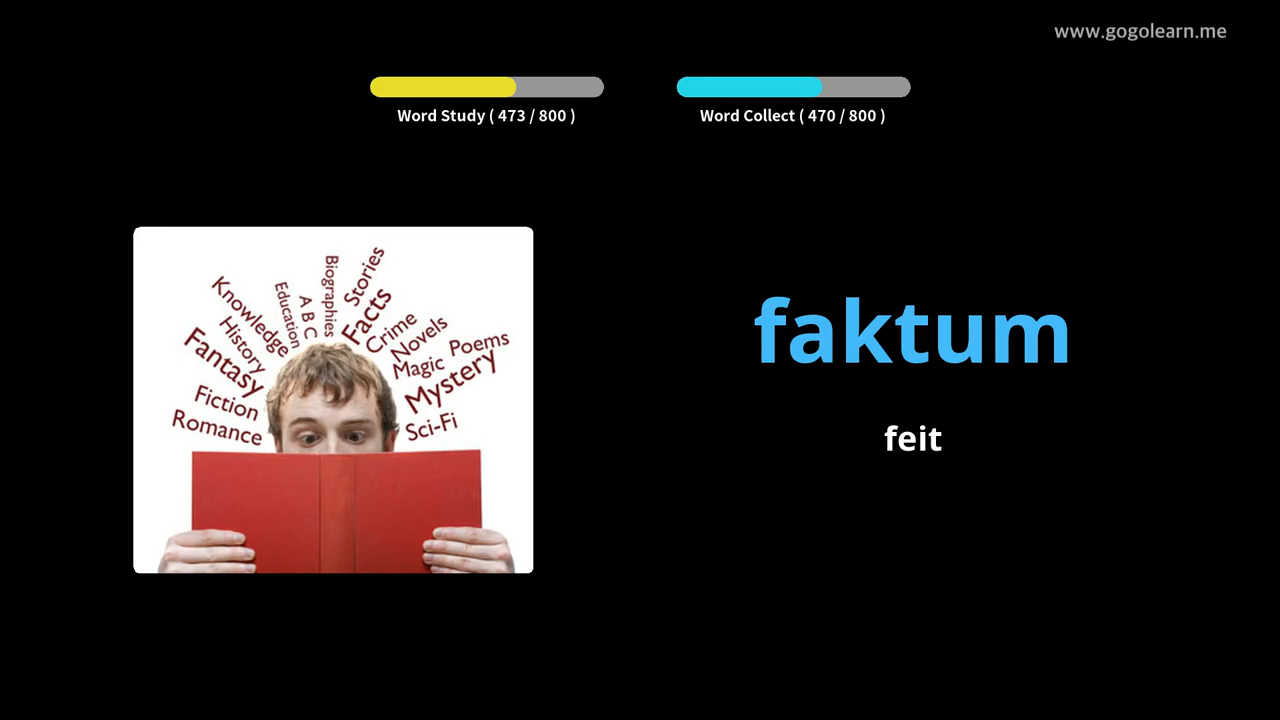 www.gogolearn.me
Word Study ( 473 / 800 )
Word Collect ( 470 / 800 )
Romance
Fiction
Fantasy
History
Knowledge
Education
A B C
Biographies
Stories
Facts
Crime
Novels
Magic
Poems
Mystery
Sci-Fi
faktum
feit